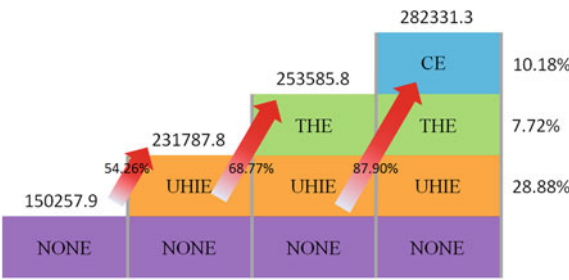 282331.3
CE 10.18%
253585.8
THE THE 7.72%
231787.8
54.26% 68.77% 87.90%
UHIE UHIE UHIE 28.88%
150257.9
NONE NONE NONE NONE